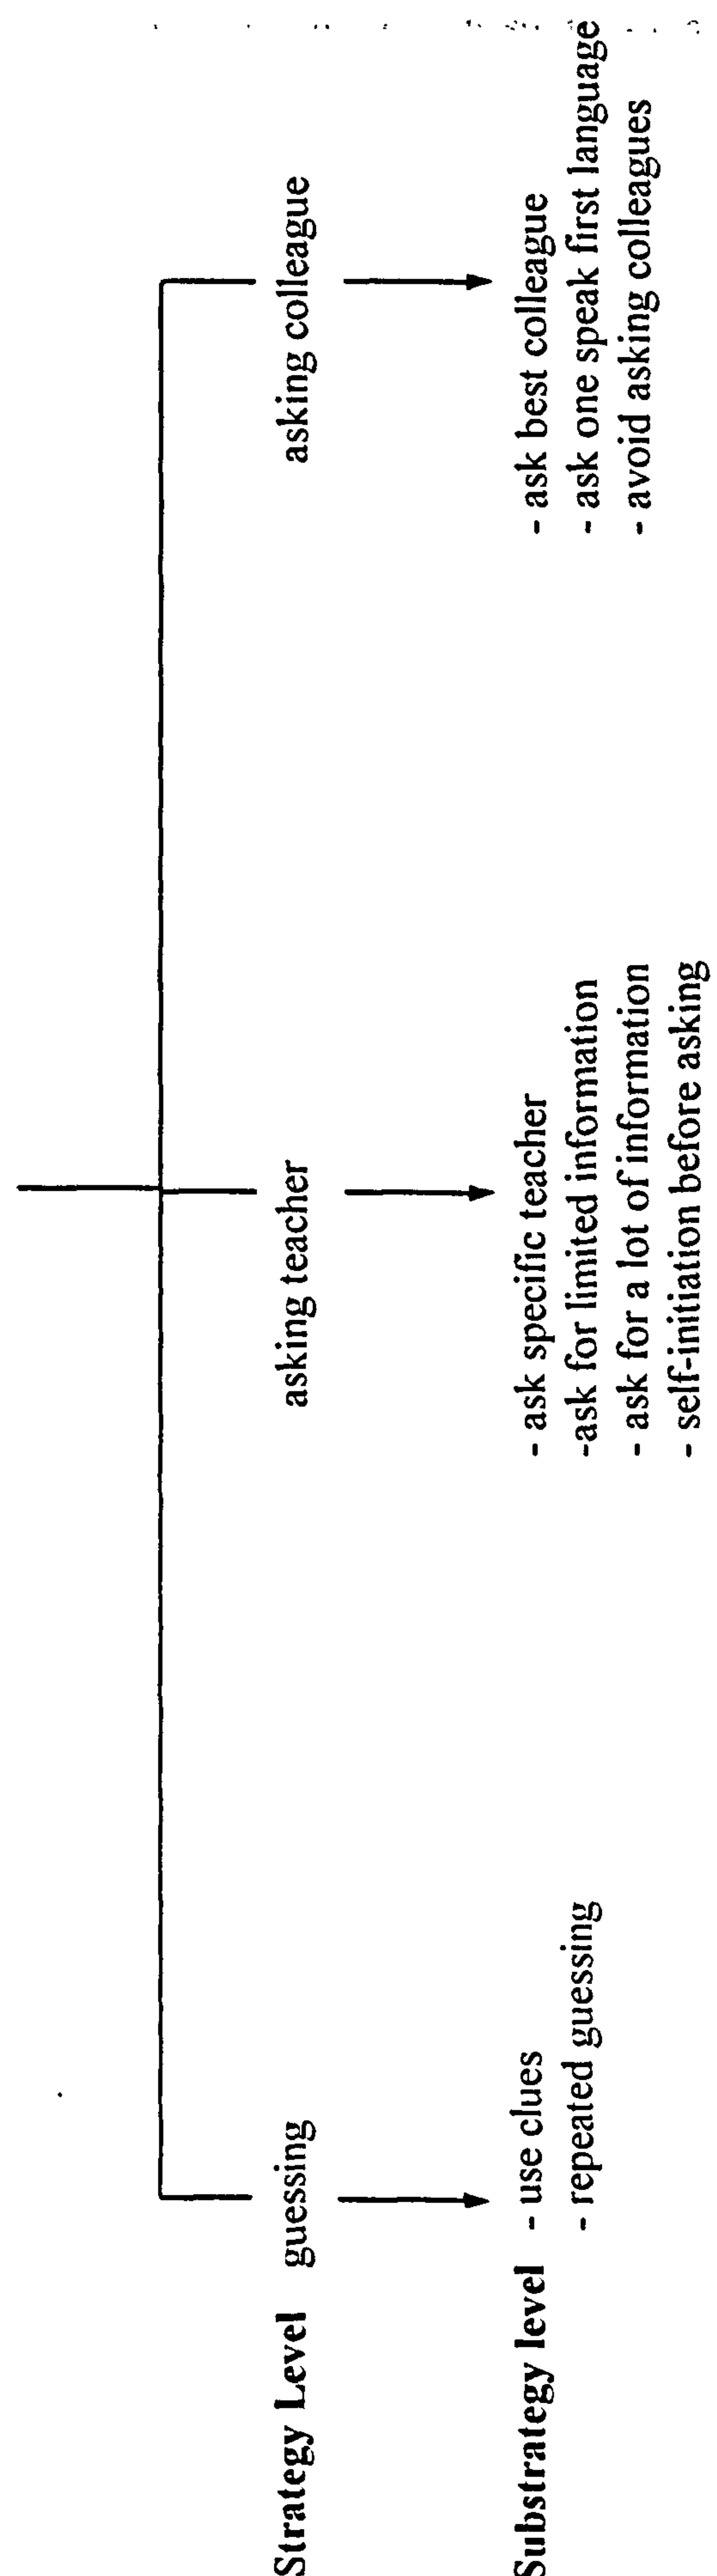 Strategy Level guessing asking teacher asking colleague
Substrategy level - use clues - ask specific teacher - ask best colleague
- repeated guessing -ask for limited information - ask one speak first language
- ask for a lot of information - avoid asking colleagues
- self-initiation before asking